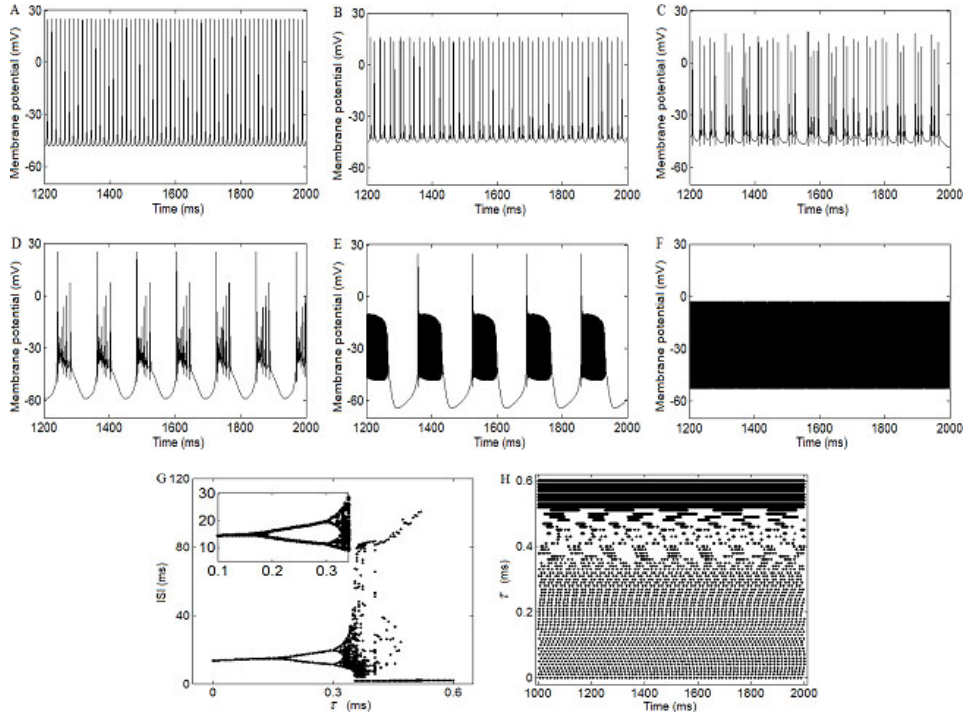 A B C
30 30 30
0 0 0
-30 -30 -30
-60 -60 -60
Membrane potential (mV) Membrane potential (mV) Membrane potential (mV)
1200 1400 1600 1800 2000 1200 1400 1600 1800 2000 1200 1400 1600 1800 2000
Time (ms) Time (ms) Time (ms)
D E F
30 30 30
0 0 0
-30 -30 -30
-60 -60 -60
Membrane potential (mV) Membrane potential (mV) Membrane potential (mV)
1200 1400 1600 1800 2000 1200 1400 1600 1800 2000 1200 1400 1600 1800 2000
Time (ms) Time (ms) Time (ms)
G
120
80
40
0
ISI (ms)
30
20
10
0.1 0.2 0.3
0 0.3 0.6
τ (ms)
H
0.6
0.4
0.2
0
τ (ms)
1000 1200 1400 1600 1800 2000
Time (ms)